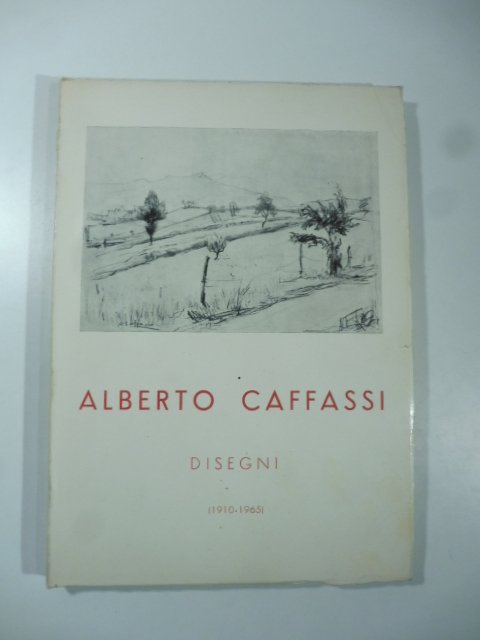 ALBERTO CAFFASSI
DISEGNI
(1910-1965)